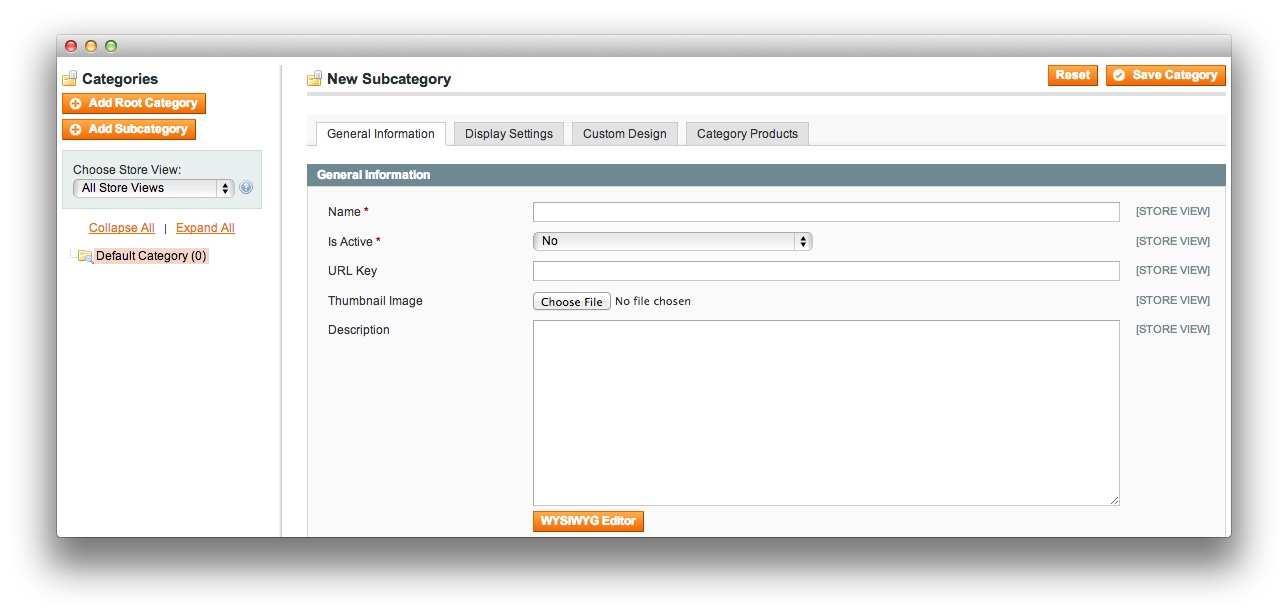 Categories
Add Root Category
Add Subcategory
Choose Store View:
All Store Views
Collapse All | Expand All
Default Category (0)
New Subcategory
Reset
Save Category
General Information
Display Settings
Custom Design
Category Products
General Information
Name *
[STORE VIEW]
Is Active *
No
[STORE VIEW]
URL Key
[STORE VIEW]
Thumbnail Image
Choose File No file chosen
[STORE VIEW]
Description
[STORE VIEW]
WYSIWYG Editor